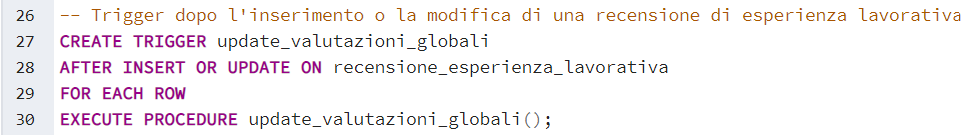 26 -- Trigger dopo l'inserimento o la modifica di una recensione di esperienza lavorativa
27 CREATE TRIGGER update_valutazioni_globali
28 AFTER INSERT OR UPDATE ON recensione_esperienza_lavorativa
29 FOR EACH ROW
30 EXECUTE PROCEDURE update_valutazioni_globali();